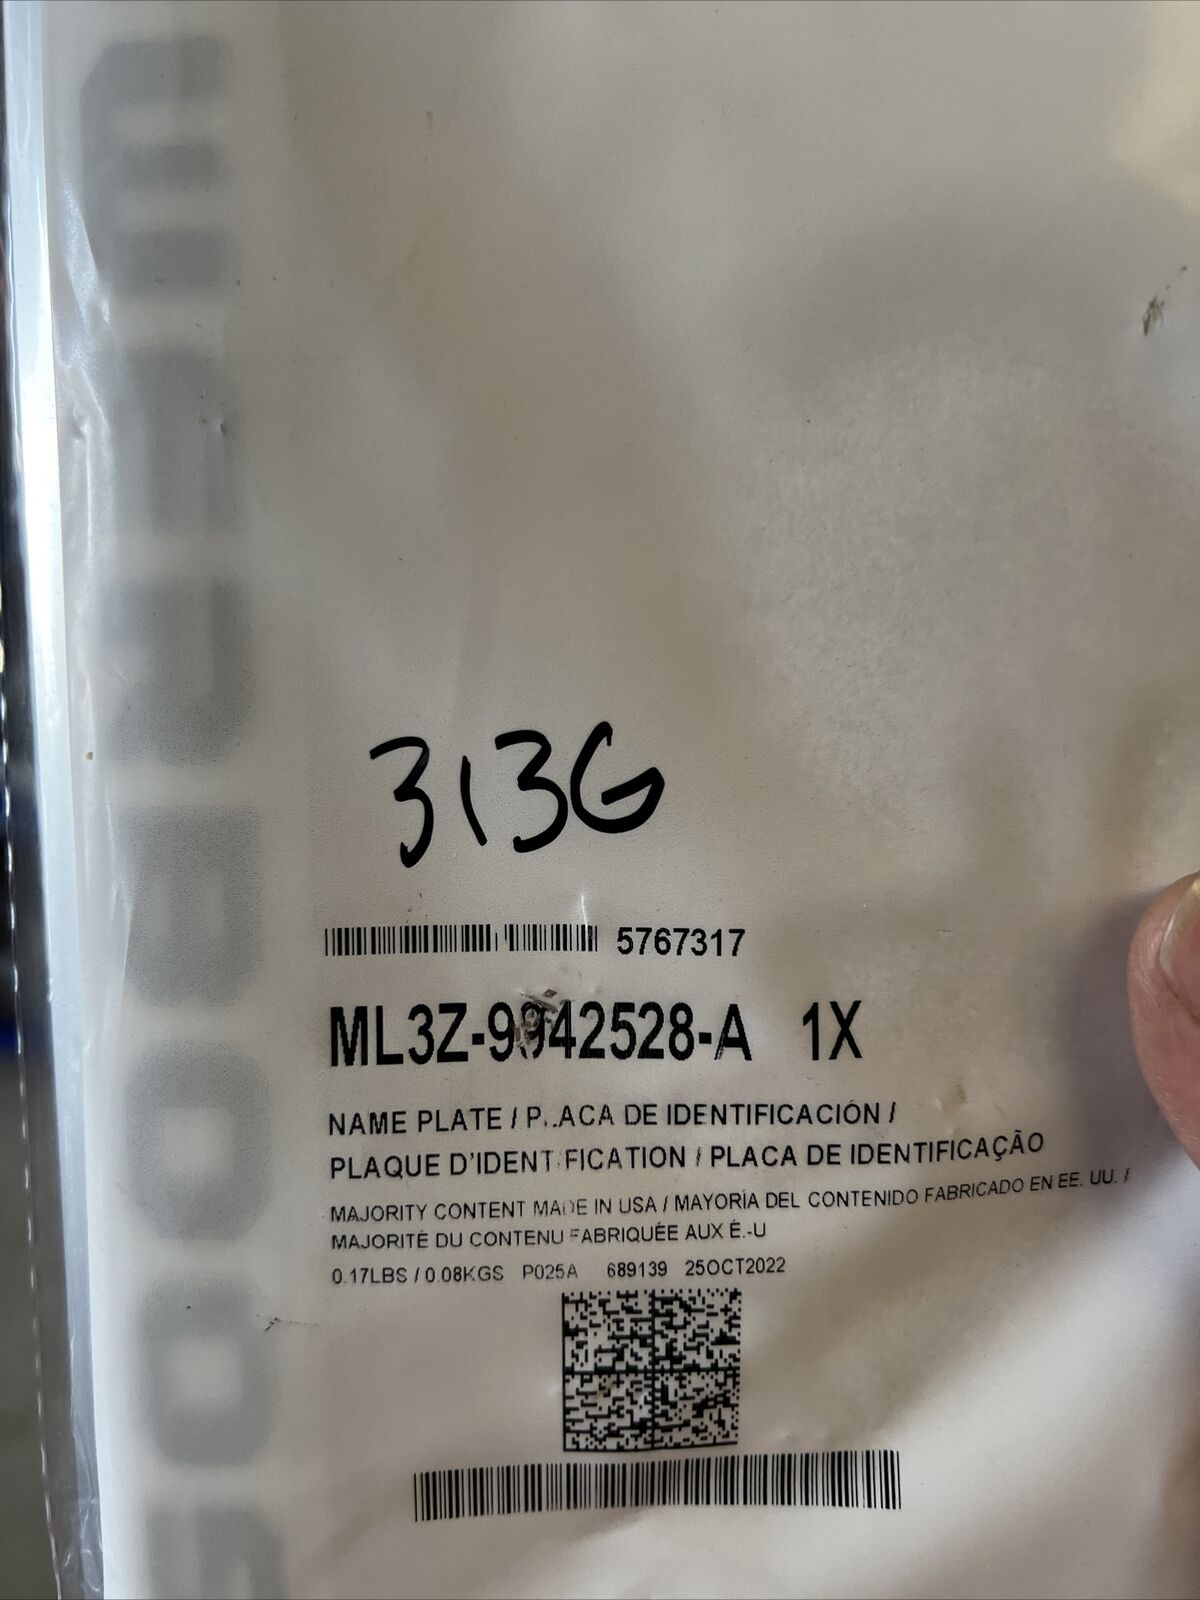 313G
5767317
ML3Z-9942528-A 1X
NAME PLATE / PLACA DE IDENTIFICACIÓN /
PLAQUE D'IDENTIFICATION / PLACA DE IDENTIFICAÇÃO
MAJORITY CONTENT MADE IN USA / MAYORÍA DEL CONTENIDO FABRICADO EN EE. UU. /
MAJORITÉ DU CONTENU FABRIQUÉE AUX É.-U
0.17LBS / 0.08KGS P025A 689139 25OCT2022